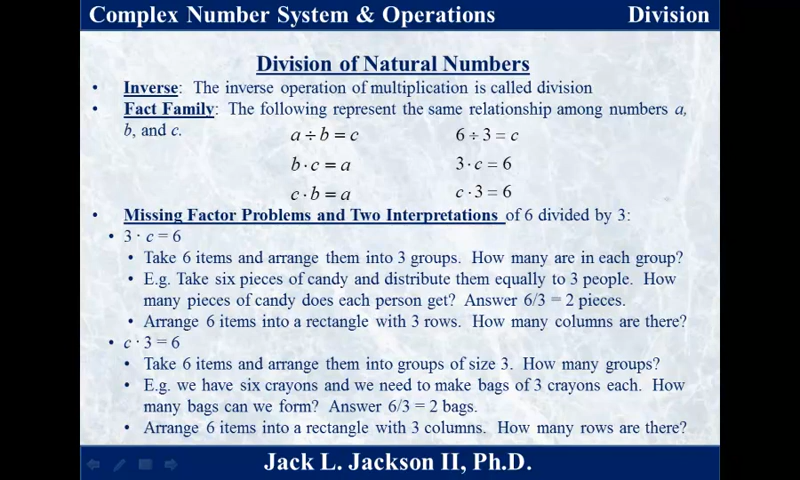 Complex Number System & Operations Division
Division of Natural Numbers
• Inverse: The inverse operation of multiplication is called division
• Fact Family: The following represent the same relationship among numbers a,
b, and c.
a ÷ b = c 6 ÷ 3 = c
b · c = a 3 · c = 6
c · b = a c · 3 = 6
• Missing Factor Problems and Two Interpretations of 6 divided by 3:
• 3 · c = 6
• Take 6 items and arrange them into 3 groups. How many are in each group?
• E.g. Take six pieces of candy and distribute them equally to 3 people. How
many pieces of candy does each person get? Answer 6/3 = 2 pieces.
• Arrange 6 items into a rectangle with 3 rows. How many columns are there?
• c · 3 = 6
• Take 6 items and arrange them into groups of size 3. How many groups?
• E.g. we have six crayons and we need to make bags of 3 crayons each. How
many bags can we form? Answer 6/3 = 2 bags.
• Arrange 6 items into a rectangle with 3 columns. How many rows are there?
Jack L. Jackson II, Ph.D.